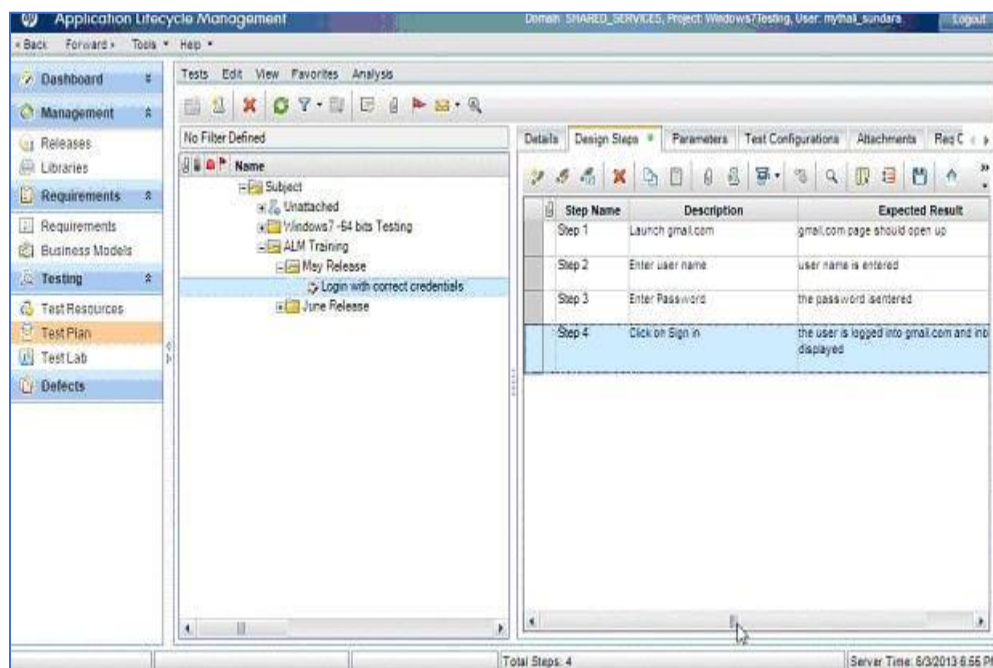 hp Application Lifecycle Management
Domain: SHARED_SERVICES, Project: Windows7Testing, User: mythali_sundara
Logout
Back Forward Tools Help
Dashboard
Management
Releases
Libraries
Requirements
Requirements
Business Models
Testing
Test Resources
Test Plan
Test Lab
Defects
Tests Edit View Favorites Analysis
No Filter Defined
Name
Subject
Unattached
Windows7 -64 bits Testing
ALM Training
May Release
Login with correct credentials
June Release
Details Design Steps * Parameters Test Configurations Attachments Req C
Step Name Description Expected Result
Step 1 Launch gmail.com gmail.com page should open up
Step 2 Enter user name user name is entered
Step 3 Enter Password the password isentered
Step 4 Click on Sign in the user is logged into gmail.com and inb
displayed
Total Steps: 4
Server Time: 6/3/2013 6:55 PM